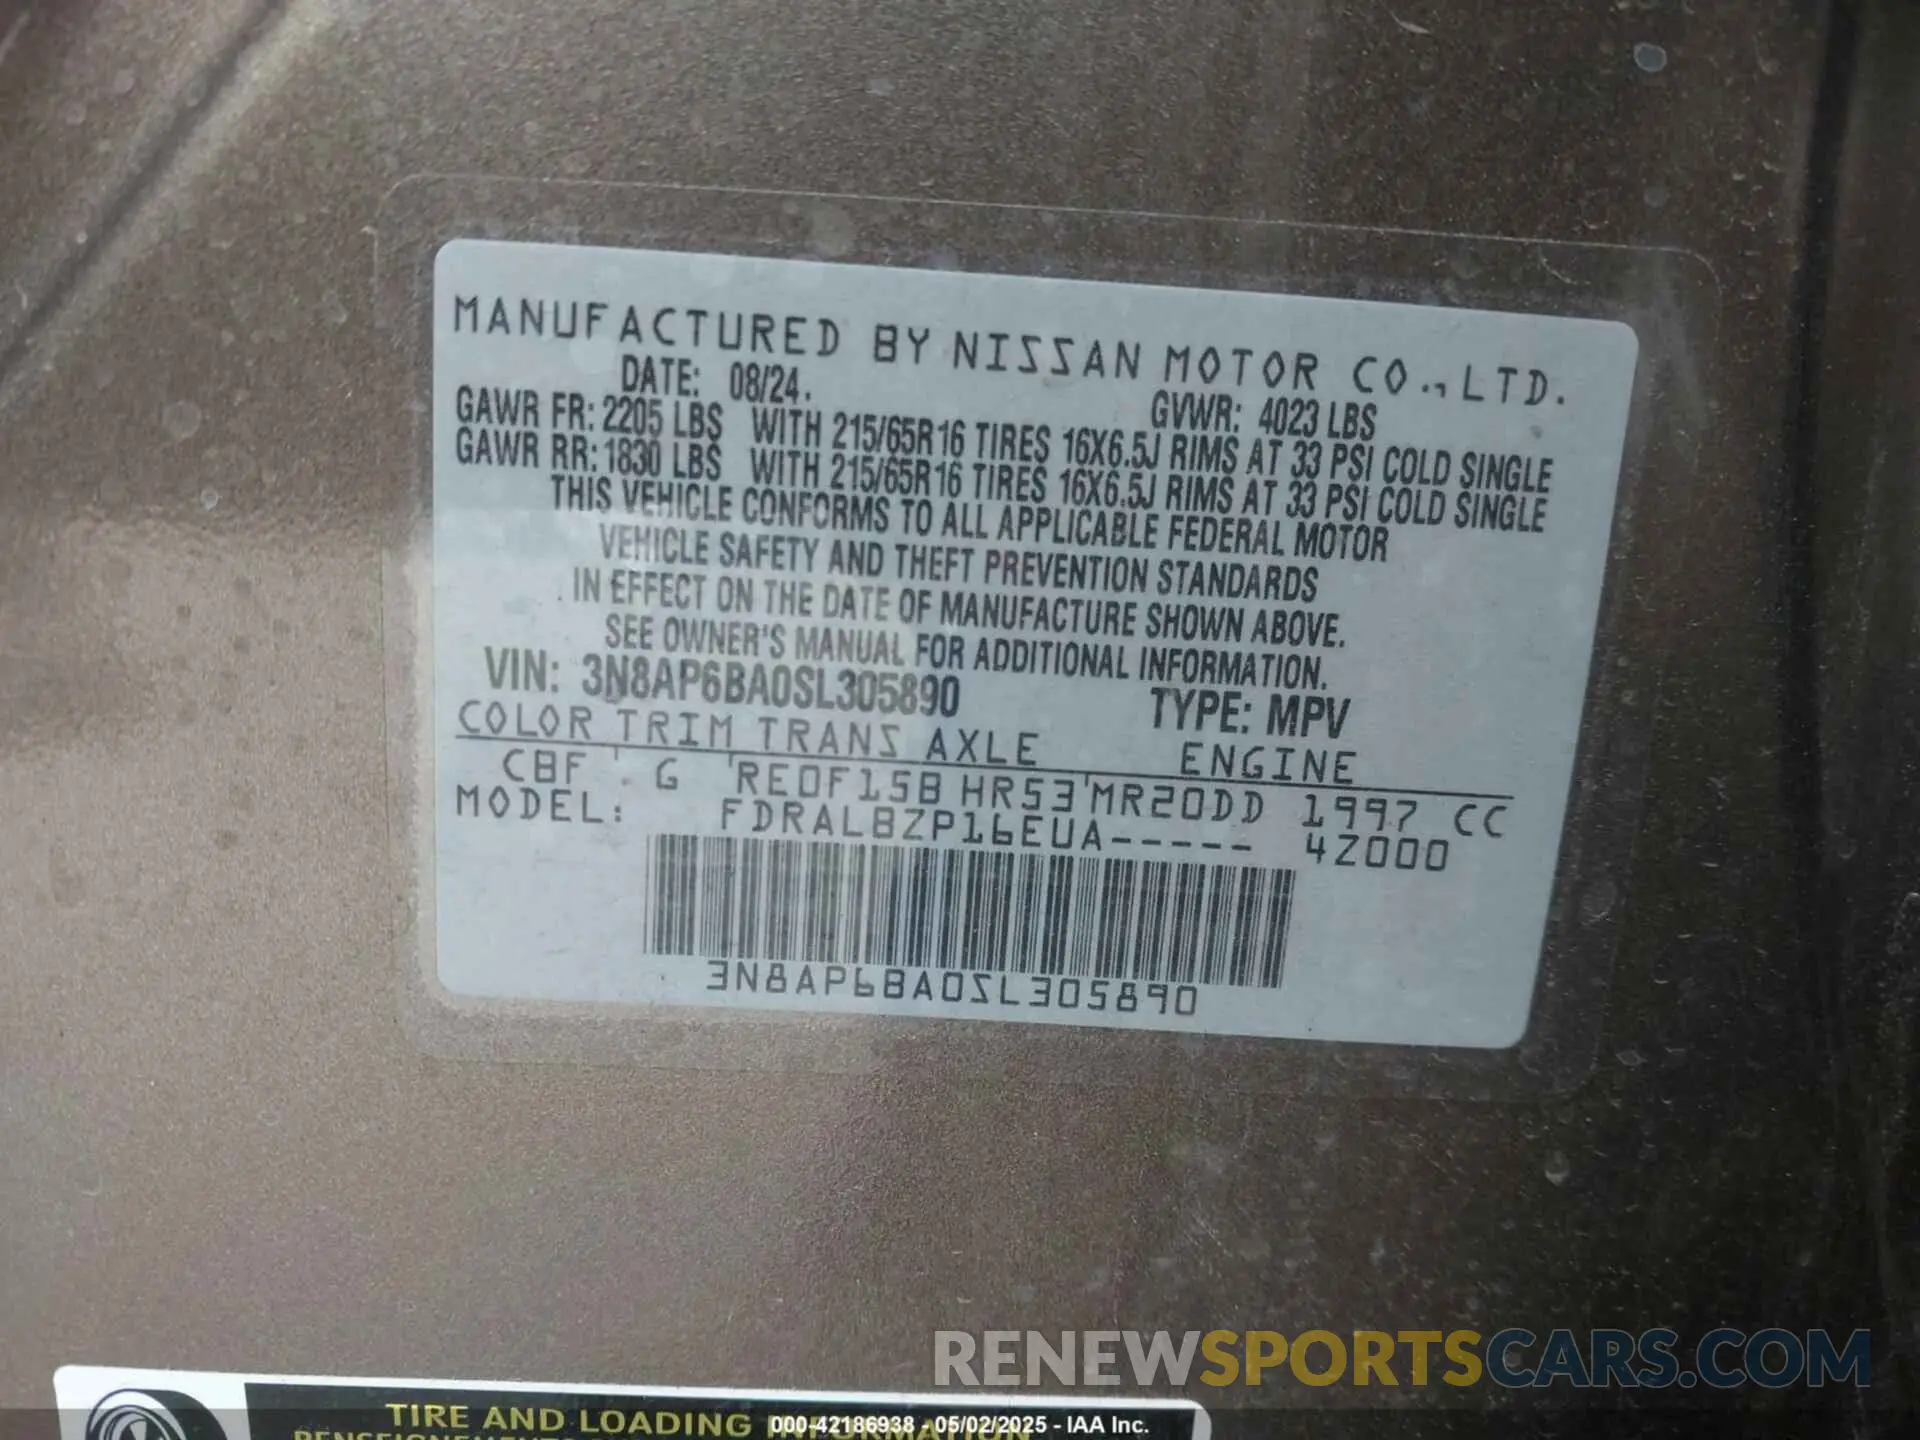 MANUFACTURED BY NISSAN MOTOR CO., LTD.
DATE: 08/24. GVWR: 4023 LBS
GAWR FR: 2205 LBS WITH 215/65R16 TIRES 16X6.5J RIMS AT 33 PSI COLD SINGLE
GAWR RR: 1830 LBS WITH 215/65R16 TIRES 16X6.5J RIMS AT 33 PSI COLD SINGLE
THIS VEHICLE CONFORMS TO ALL APPLICABLE FEDERAL MOTOR
VEHICLE SAFETY AND THEFT PREVENTION STANDARDS
IN EFFECT ON THE DATE OF MANUFACTURE SHOWN ABOVE.
SEE OWNER'S MANUAL FOR ADDITIONAL INFORMATION.
VIN: 3N8AP6BA0SL305890 TYPE: MPV
COLOR TRIM TRANS AXLE ENGINE
CBF G RE0F15B HR53 MR20DD 1997 CC
MODEL: FDRALBZP16EUA----- 4Z000
3N8AP6BA0SL305890
RENEWSPORTSCARS.COM
TIRE AND LOADING INFORMATION
000-42186938 - 05/02/2025 - IAA Inc.